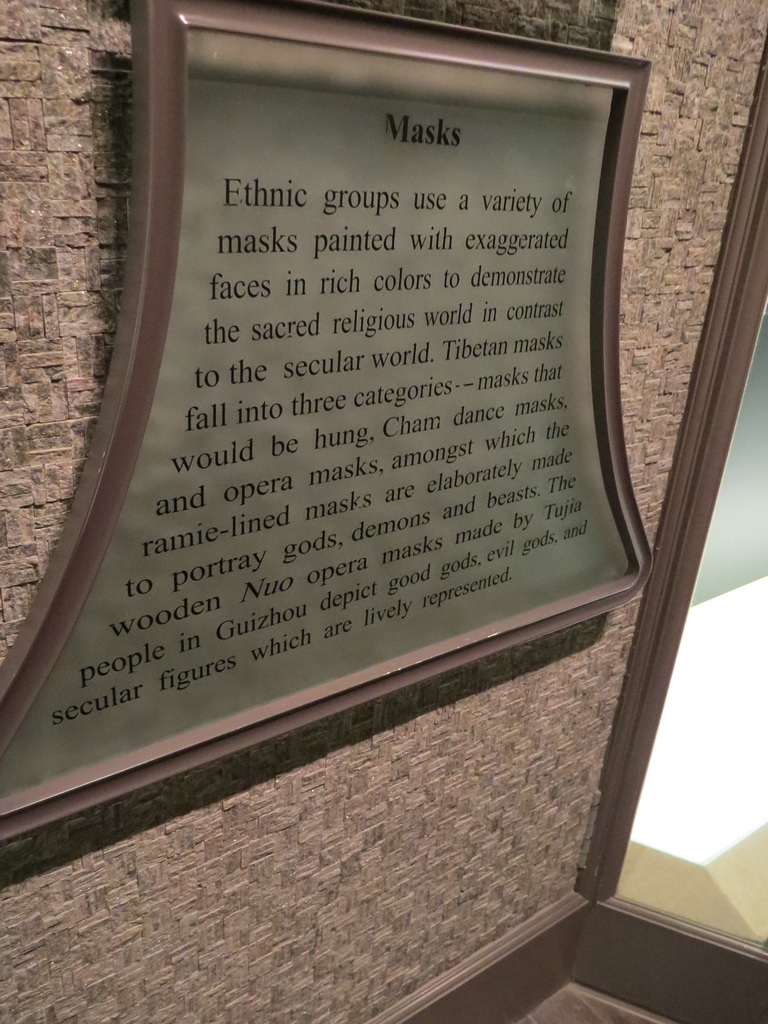 Masks
Ethnic groups use a variety of
masks painted with exaggerated
faces in rich colors to demonstrate
the sacred religious world in contrast
to the secular world. Tibetan masks
fall into three categories--masks that
would be hung, Cham dance masks,
and opera masks, amongst which the
ramie-lined masks are elaborately made
to portray gods, demons and beasts. The
wooden Nuo opera masks made by Tujia
people in Guizhou depict good gods, evil gods, and
secular figures which are lively represented.